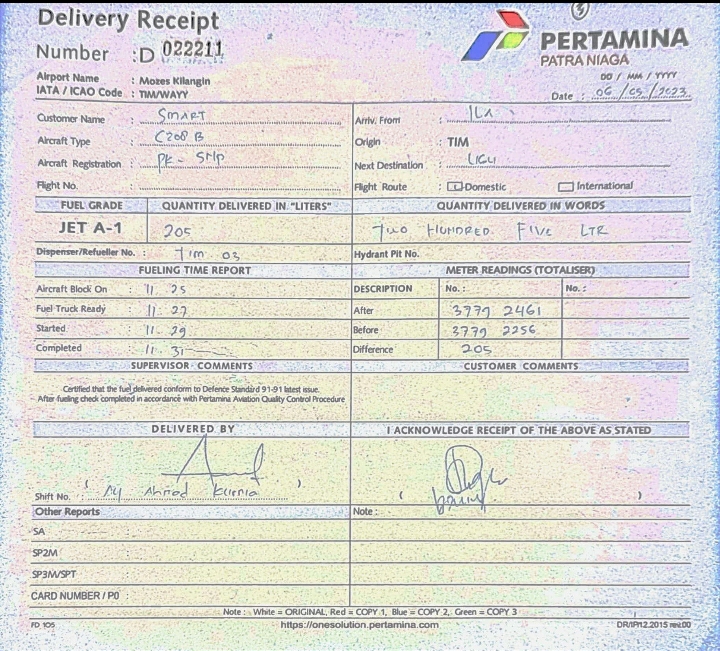 Delivery Receipt
PERTAMINA
PATRA NIAGA
Number : D 022211
Airport Name : Mozes Kilangin
IATA / ICAO Code : TIM/WAYY
DD / MM / YYYY
Date : 06 / 05 / 2023
Customer Name : SMART
Arriv. From : ILA
Aircraft Type : C208 B
Origin : TIM
Aircraft Registration : PK - SNP
Next Destination :
Flight No. :
Flight Route : Domestic International
FUEL GRADE QUANTITY DELIVERED IN "LITERS" QUANTITY DELIVERED IN WORDS
JET A-1 205 TWO HUNDRED FIVE LTR
Dispenser/Refueller No. : TIM 03 Hydrant Pit No.
FUELING TIME REPORT METER READINGS (TOTALISER)
Aircraft Block On : 11. 25 DESCRIPTION No. : No. :
Fuel Truck Ready : 11. 27 After 3779 2461
Started : 11. 29 Before 3779 2256
Completed : 11. 31 Difference 205
SUPERVISOR COMMENTS CUSTOMER COMMENTS
Certified that the fuel delivered conform to Defence Standard 91-91 latest issue.
After fueling check completed in accordance with Pertamina Aviation Quality Control Procedure
DELIVERED BY I ACKNOWLEDGE RECEIPT OF THE ABOVE AS STATED
Shift No. ( Ahmad Kurnia ) ( )
Other Reports Note :
SA
SP2M
SP3M/SPT
CARD NUMBER / P0 :
Note : White = ORIGINAL, Red = COPY 1, Blue = COPY 2, Green = COPY 3
FD 105 https://onesolution.pertamina.com DR/IP/12.2015 rev.00